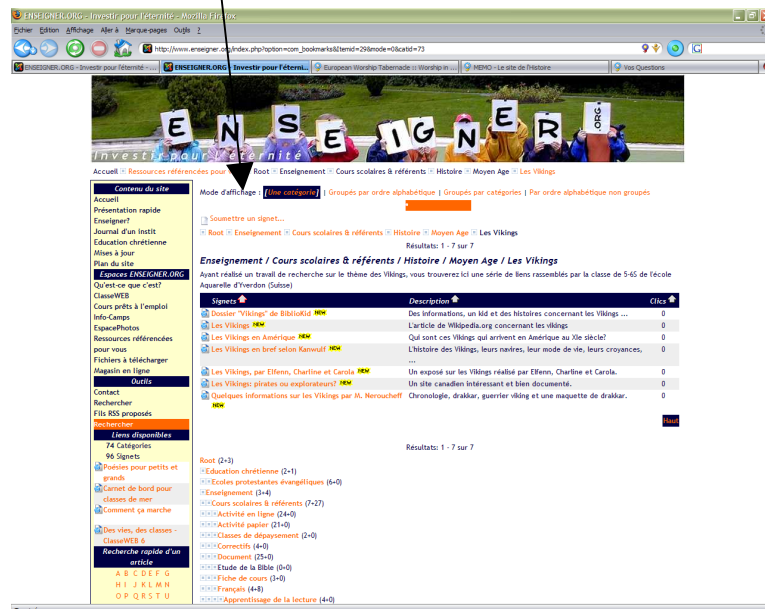 ENSEIGNER.ORG - Investir pour l'éternité - Mozilla Firefox
Fichier Edition Affichage Aller à Marque-pages Outils ?
http://www.enseigner.org/index.php?option=com_bookmarks&Itemid=29&mode=0&catid=73
ENSEIGNER.ORG - Investir pour l'éternité - ... ENSEIGNER.ORG - Investir pour l'éterni... European Worship Tabernacle :: Worship in ... MEMO - Le site de l'Histoire Vos Questions
ENSEIGNER.ORG
Investir pour l'éternité
Accueil Ressources référencées pour Root Enseignement Cours scolaires & référents Histoire Moyen Age Les Vikings
Contenu du site
Accueil
Présentation rapide
Enseigner?
Journal d'un instit
Education chrétienne
Mises à jour
Plan du site
Espaces ENSEIGNER.ORG
Qu'est-ce que c'est?
ClasseWEB
Cours prêts à l'emploi
Info-Camps
EspacePhotos
Ressources référencées
pour vous
Fichiers à télécharger
Magasin en ligne
Outils
Contact
Rechercher
Fils RSS proposés
Rechercher
Liens disponibles
74 Catégories
96 Signets
Poésies pour petits et
grands
Carnet de bord pour
classes de mer
Comment ça marche
Des vies, des classes -
ClasseWEB 6
Recherche rapide d'un
article
A B C D E F G
H I J K L M N
O P Q R S T U
Mode d'affichage : [Une catégorie] | Groupés par ordre alphabétique | Groupés par catégories | Par ordre alphabétique non groupés
Soumettre un signet...
Root Enseignement Cours scolaires & référents Histoire Moyen Age Les Vikings
Résultats: 1 - 7 sur 7
Enseignement / Cours scolaires & référents / Histoire / Moyen Age / Les Vikings
Ayant réalisé un travail de recherche sur le thème des Vikings, vous trouverez ici une série de liens rassemblés par la classe de 5-6S de l'école
Aquarelle d'Yverdon (Suisse)
Signets Description Clics
Dossier "Vikings" de BiblioKid NEW Des informations, un kid et des histoires concernant les Vikings ... 0
Les Vikings NEW L'article de Wikipedia.org concernant les vikings 0
Les Vikings en Amérique NEW Qui sont ces Vikings qui arrivent en Amérique au XIe siècle? 0
Les Vikings en bref selon Kanwulf NEW L'histoire des Vikings, leurs navires, leur mode de vie, leurs croyances, 0
...
Les Vikings, par Elfenn, Charline et Carola NEW Un exposé sur les Vikings réalisé par Elfenn, Charline et Carola. 0
Les Vikings: pirates ou explorateurs? NEW Un site canadien intéressant et bien documenté. 0
Quelques informations sur les Vikings par M. Neroucheff Chronologie, drakkar, guerrier viking et une maquette de drakkar. 0
NEW
Haut
Résultats: 1 - 7 sur 7
Root (2+3)
Education chrétienne (2+1)
Ecoles protestantes évangéliques (6+0)
Enseignement (3+4)
Cours scolaires & référents (7+27)
Activité en ligne (24+0)
Activité papier (21+0)
Classes de dépaysement (2+0)
Correctifs (4+0)
Document (25+0)
Etude de la Bible (0+0)
Fiche de cours (3+0)
Français (4+8)
Apprentissage de la lecture (4+0)